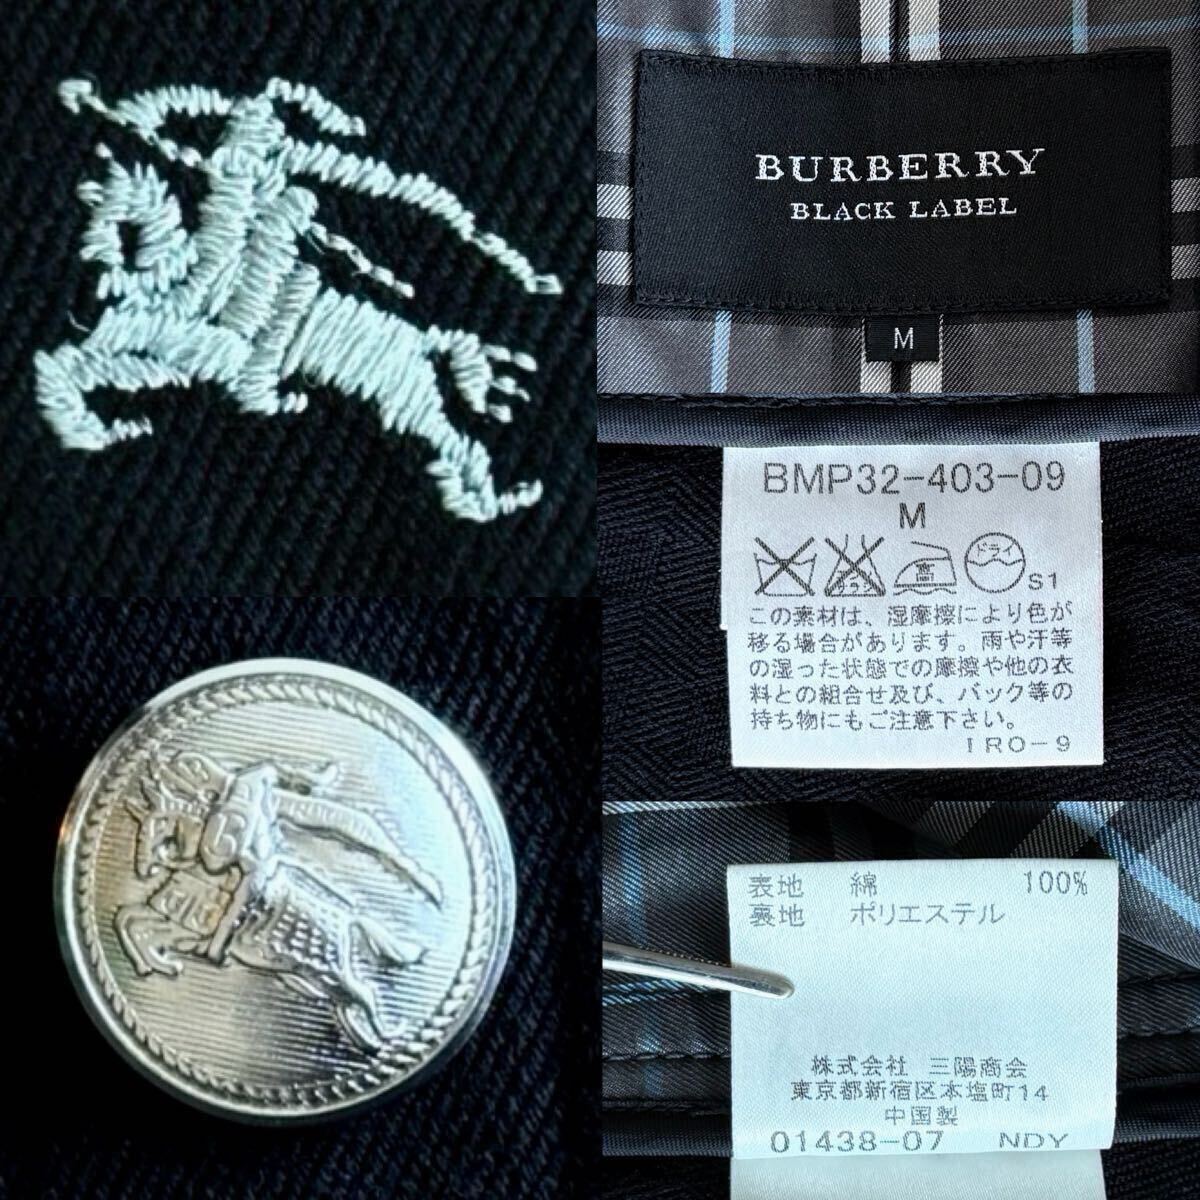 BURBERRY
BLACK LABEL
M
BMP32-403-09
M
高
ドライ
S1
この素材は、湿摩擦により色が
移る場合があります。雨や汗等
の湿った状態での摩擦や他の衣
料との組合せ及び、バック等の
持ち物にもご注意下さい。
IRO-9
表地 綿 100%
裏地 ポリエステル
株式会社 三陽商会
東京都新宿区本塩町14
中国製
01438-07 NDY